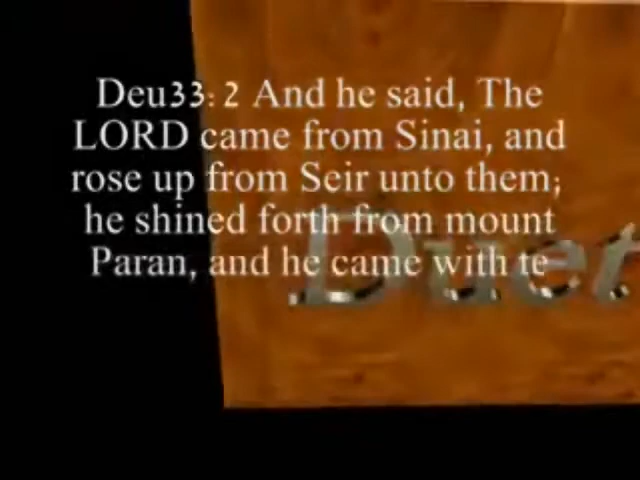 Deu33:2 And he said, The
LORD came from Sinai, and
rose up from Seir unto them;
he shined forth from mount
Paran, and he came with te
Duet